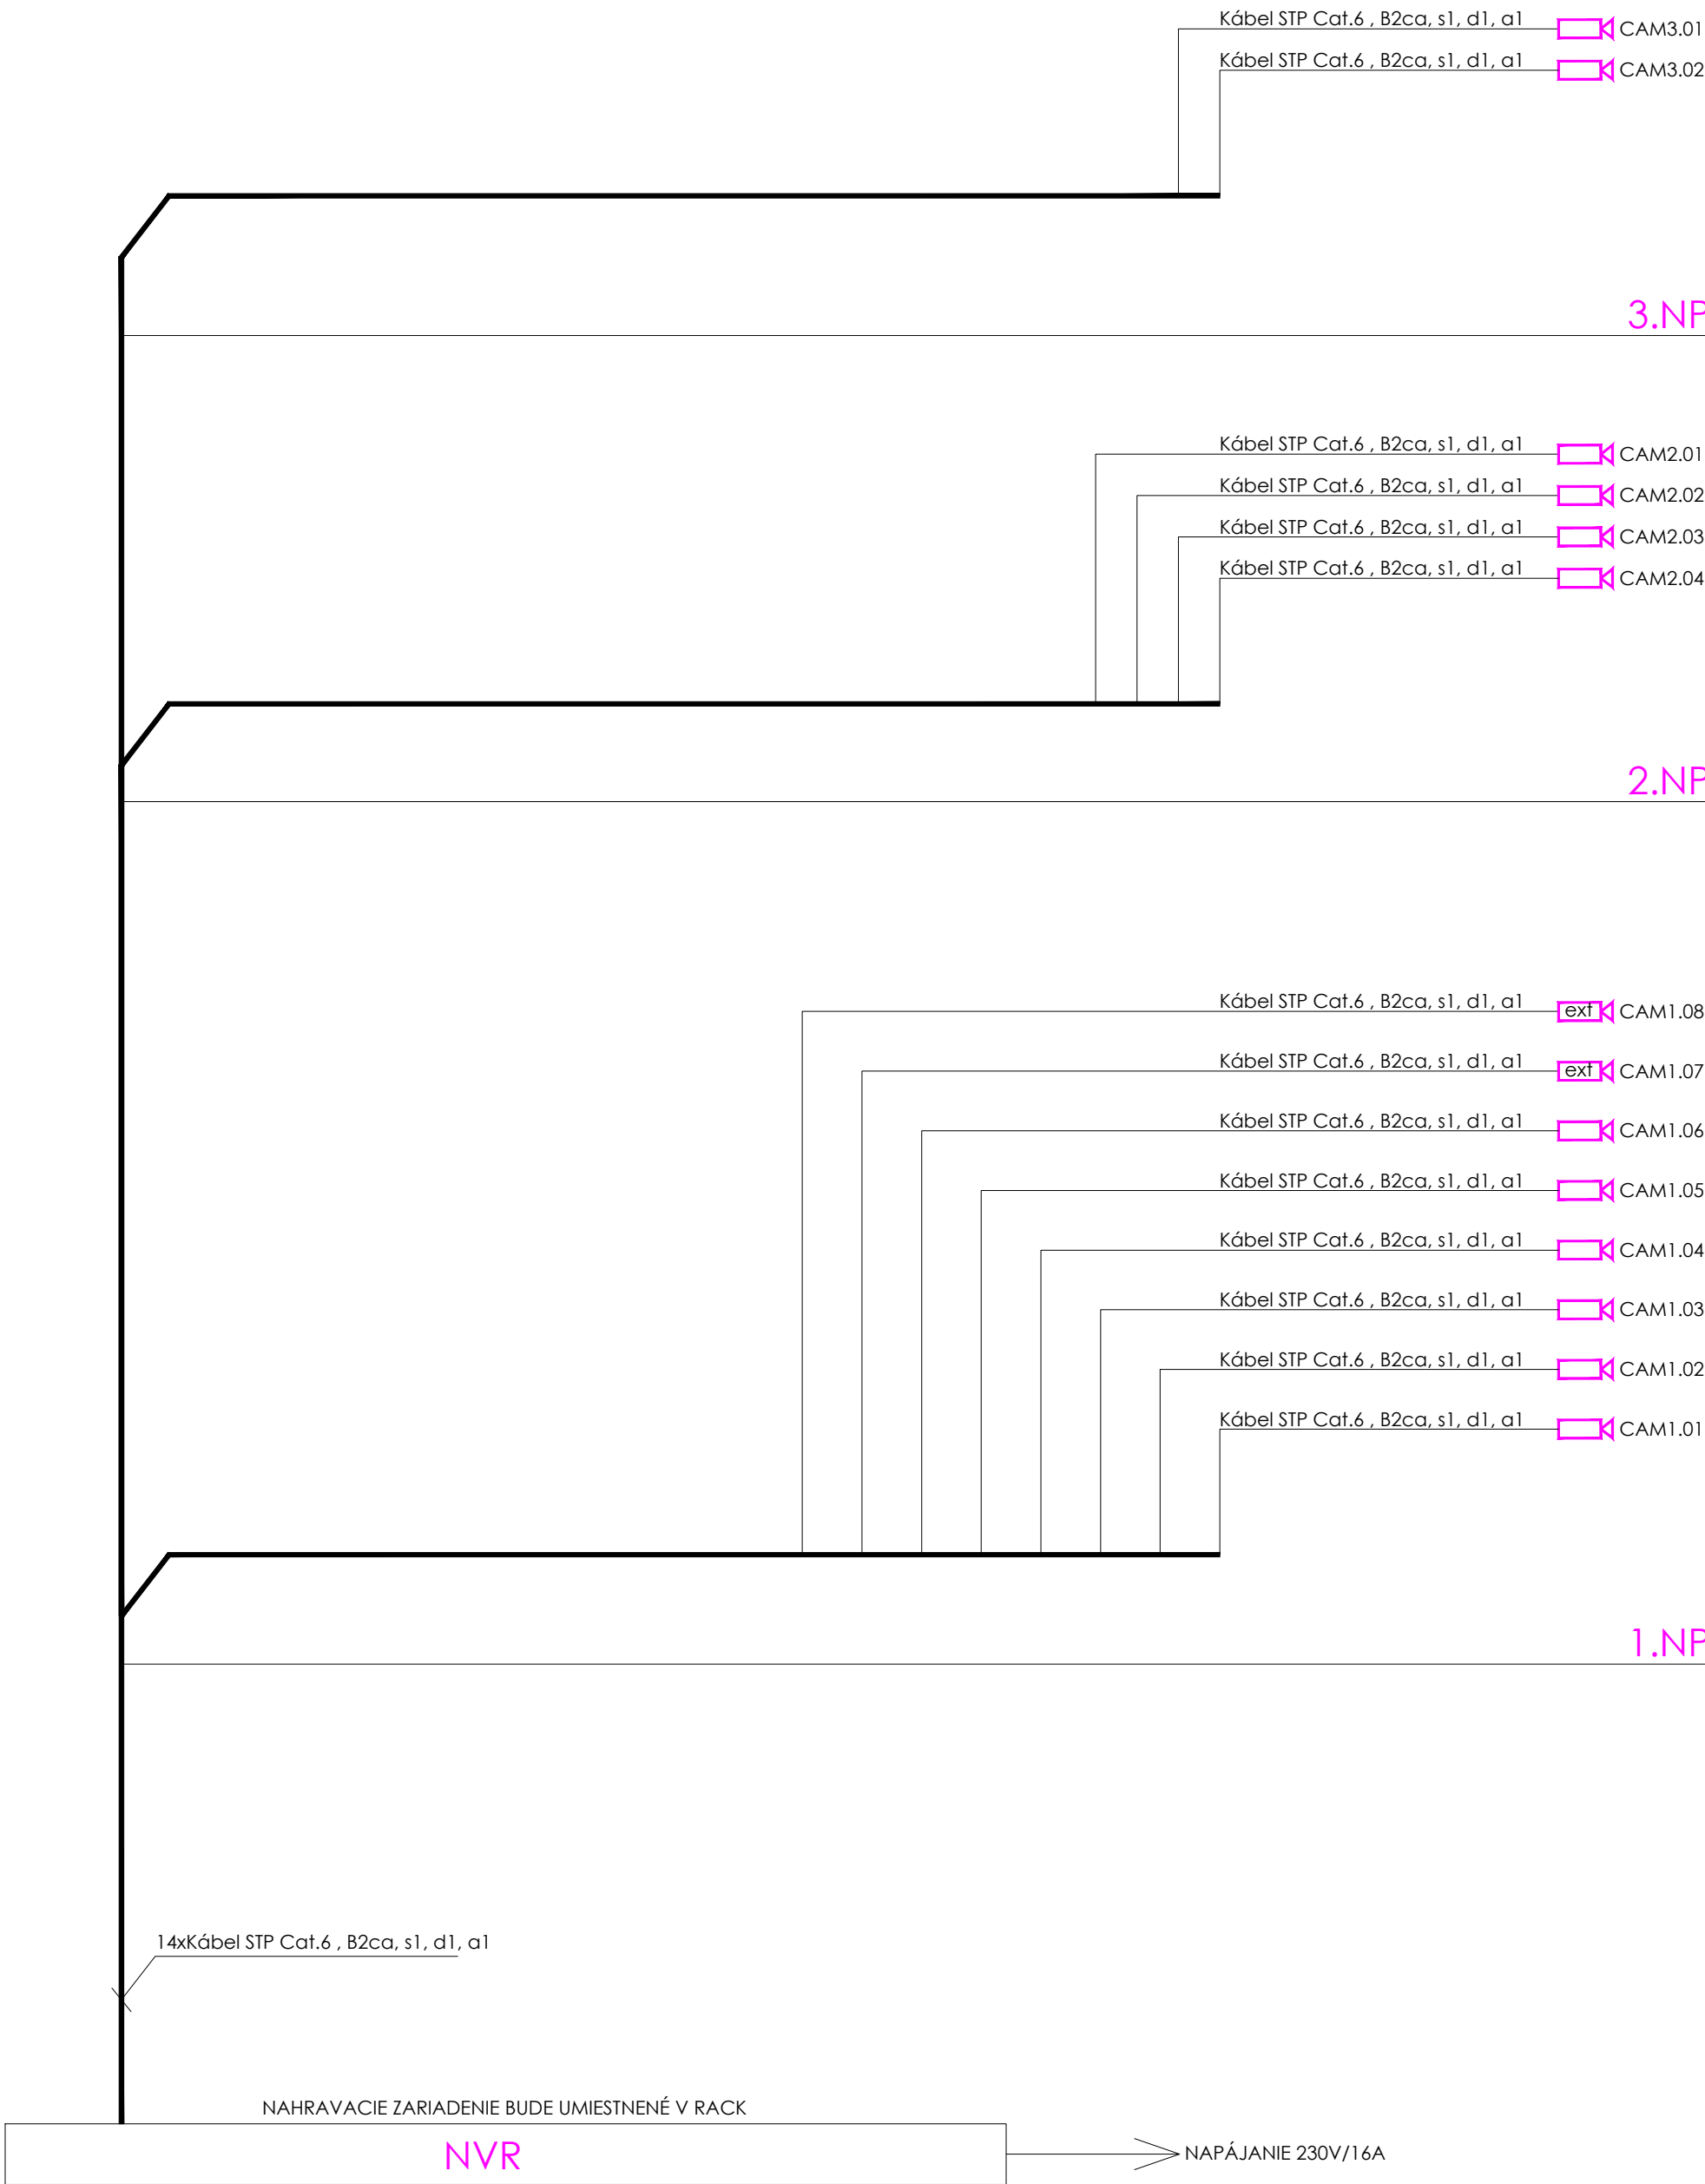 Kábel STP Cat.6 , B2ca, s1, d1, a1 CAM3.01
Kábel STP Cat.6 , B2ca, s1, d1, a1 CAM3.02
3.NP
Kábel STP Cat.6 , B2ca, s1, d1, a1 CAM2.01
Kábel STP Cat.6 , B2ca, s1, d1, a1 CAM2.02
Kábel STP Cat.6 , B2ca, s1, d1, a1 CAM2.03
Kábel STP Cat.6 , B2ca, s1, d1, a1 CAM2.04
2.NP
Kábel STP Cat.6 , B2ca, s1, d1, a1 ext CAM1.08
Kábel STP Cat.6 , B2ca, s1, d1, a1 ext CAM1.07
Kábel STP Cat.6 , B2ca, s1, d1, a1 CAM1.06
Kábel STP Cat.6 , B2ca, s1, d1, a1 CAM1.05
Kábel STP Cat.6 , B2ca, s1, d1, a1 CAM1.04
Kábel STP Cat.6 , B2ca, s1, d1, a1 CAM1.03
Kábel STP Cat.6 , B2ca, s1, d1, a1 CAM1.02
Kábel STP Cat.6 , B2ca, s1, d1, a1 CAM1.01
1.NP
14xKábel STP Cat.6 , B2ca, s1, d1, a1
NAHRAVACIE ZARIADENIE BUDE UMIESTNENÉ V RACK
NVR
NAPÁJANIE 230V/16A